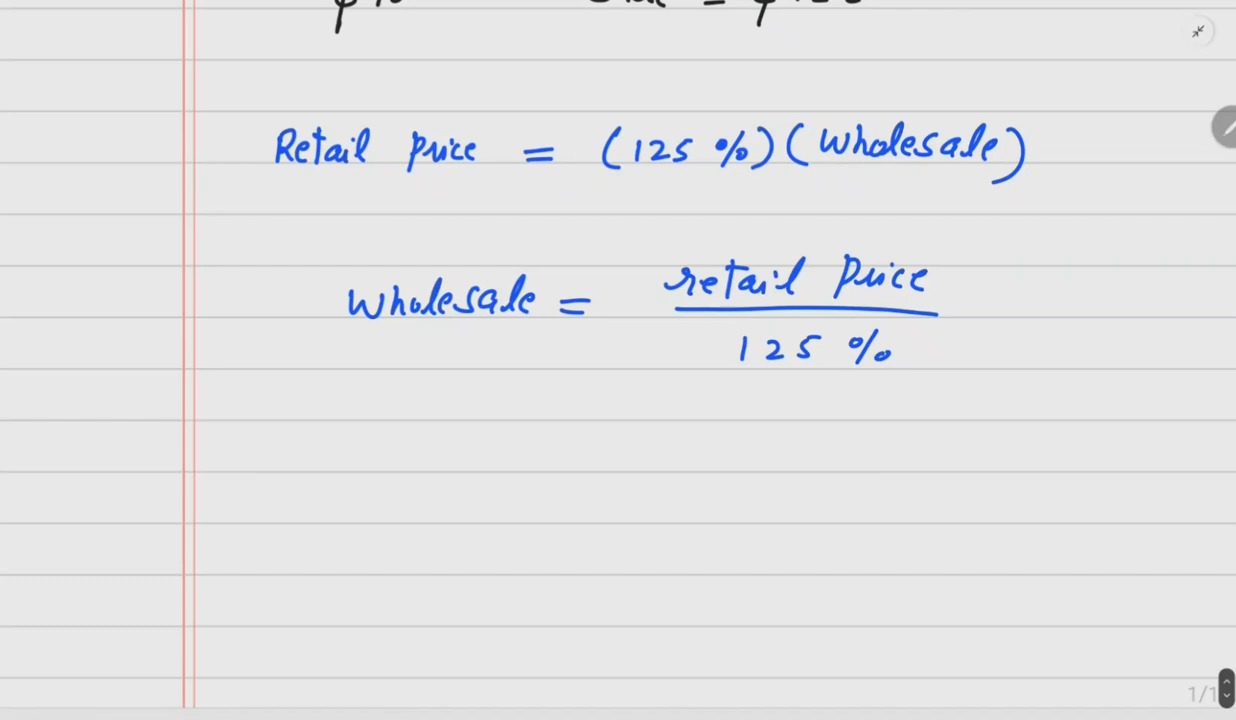 Retail price = (125 %)(Wholesale)
Wholesale = retail price
125 %
1/1